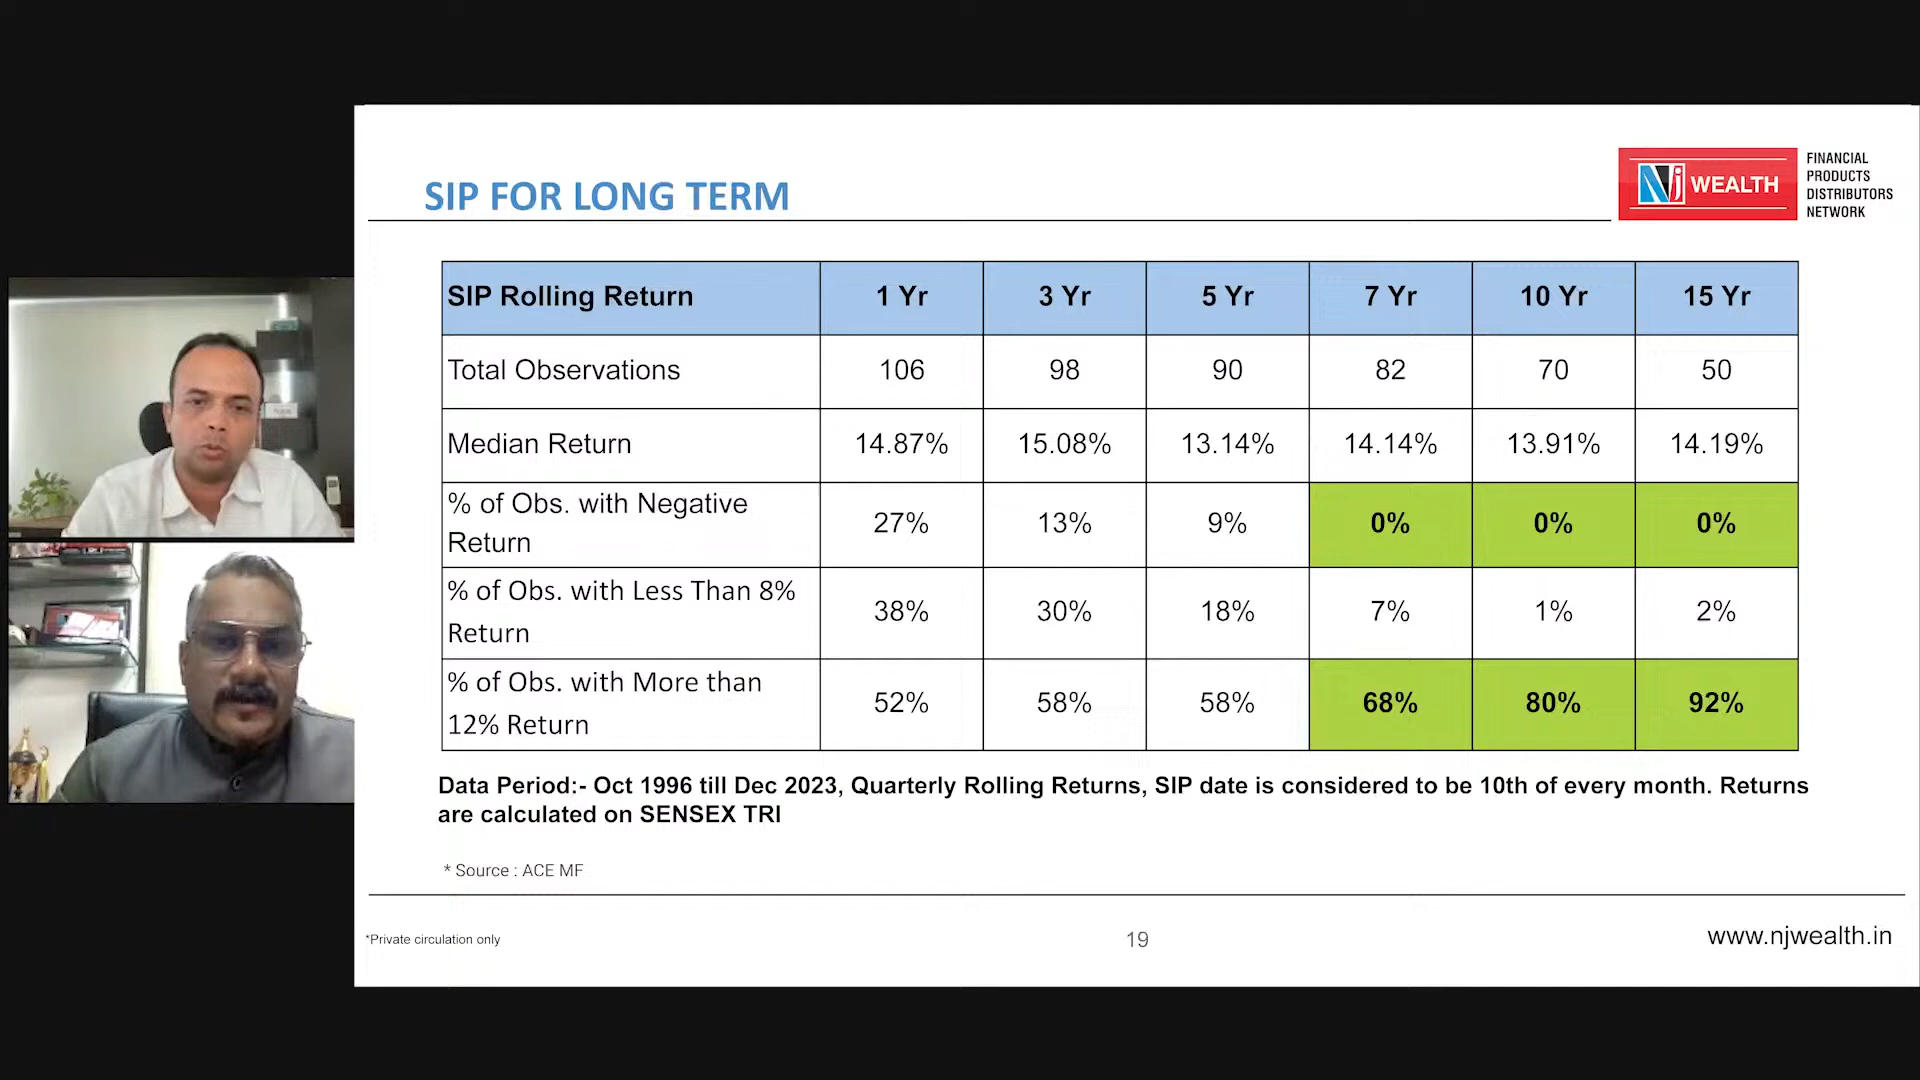 SIP FOR LONG TERM
NJ WEALTH
FINANCIAL
PRODUCTS
DISTRIBUTORS
NETWORK
SIP Rolling Return 1 Yr 3 Yr 5 Yr 7 Yr 10 Yr 15 Yr
Total Observations 106 98 90 82 70 50
Median Return 14.87% 15.08% 13.14% 14.14% 13.91% 14.19%
% of Obs. with Negative
Return 27% 13% 9% 0% 0% 0%
% of Obs. with Less Than 8%
Return 38% 30% 18% 7% 1% 2%
% of Obs. with More than
12% Return 52% 58% 58% 68% 80% 92%
Data Period:- Oct 1996 till Dec 2023, Quarterly Rolling Returns, SIP date is considered to be 10th of every month. Returns
are calculated on SENSEX TRI
* Source : ACE MF
*Private circulation only
19
www.njwealth.in